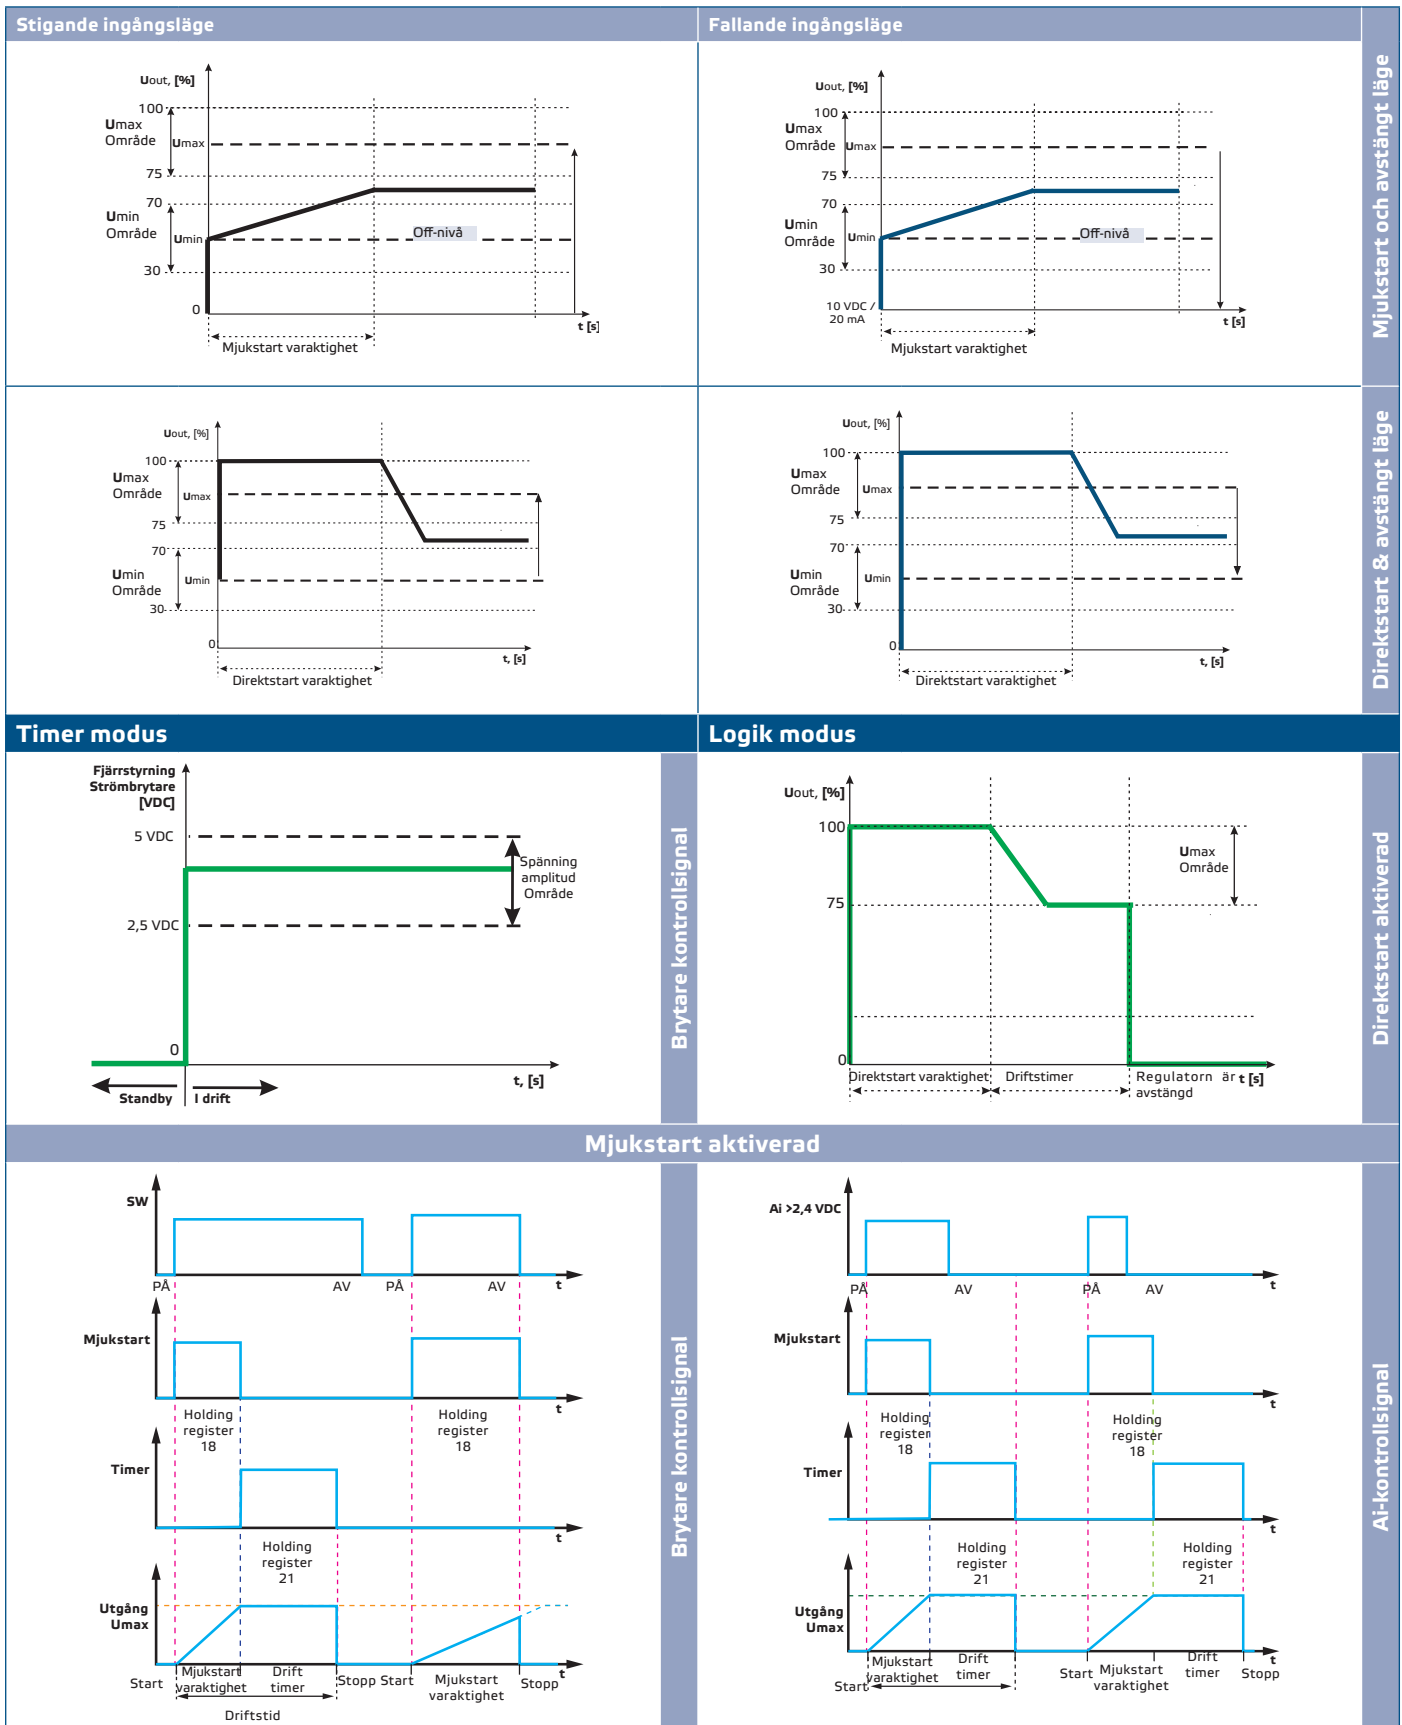 Stigande ingångsläge
Fallande ingångsläge
Mjukstart och avstängt läge
Uout, [%]
100
Umax
Område
Umax
75
70
Umin
Område
Umin
Off-nivå
30
0
t [s]
Mjukstart varaktighet
Uout, [%]
100
Umax
Område
Umax
75
70
Umin
Område
Umin
Off-nivå
30
10 VDC /
20 mA
t [s]
Mjukstart varaktighet
Direktstart & avstängt läge
Uout, [%]
100
Umax
Område
Umax
75
70
Umin
Område
Umin
30
0
t, [s]
Direktstart varaktighet
Uout, [%]
100
Umax
Område
Umax
75
70
Umin
Område
Umin
30
0
t, [s]
Direktstart varaktighet
Timer modus
Logik modus
Fjärrstyrning
Strömbrytare
[VDC]
5 VDC
Spänning
amplitud
Område
2,5 VDC
0
t, [s]
Standby
I drift
Brytare kontrollsignal
Uout, [%]
100
Umax
Område
75
0
Direktstart varaktighet
Driftstimer
Regulatorn är
avstängd
t [s]
Direktstart aktiverad
Mjukstart aktiverad
SW
PÅ
AV
PÅ
AV
t
Mjukstart
t
Holding
register
18
Holding
register
18
Timer
t
Holding
register
21
Utgång
Umax
t
Start
Mjukstart
varaktighet
Drift
timer
Stopp
Start
Mjukstart
varaktighet
Stopp
Driftstid
Brytare kontrollsignal
Ai >2,4 VDC
PÅ
AV
PÅ
AV
t
Mjukstart
t
Holding
register
18
Holding
register
18
Timer
t
Holding
register
21
Holding
register
21
Utgång
Umax
t
Start
Mjukstart
varaktighet
Drift
timer
Start
Mjukstart
varaktighet
Drift
timer
Stopp
Ai-kontrollsignal